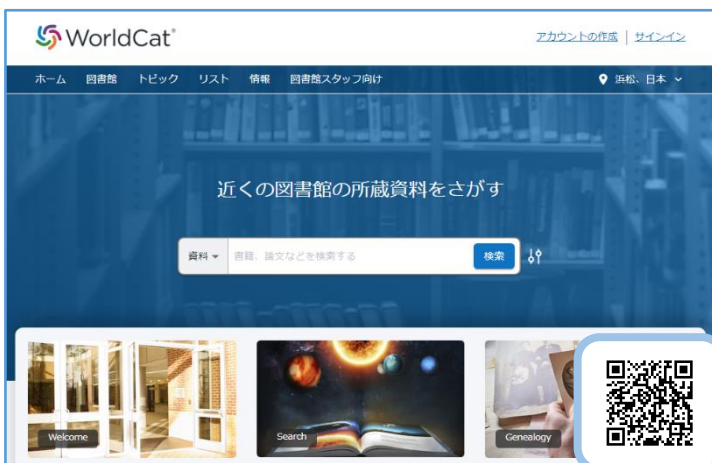 WorldCat®
アカウントの作成 | サインイン
ホーム 図書館 トピック リスト 情報 図書館スタッフ向け 浜松、日本
近くの図書館の所蔵資料をさがす
資料 書籍、論文などを検索する 検索
Welcome Search Genealogy